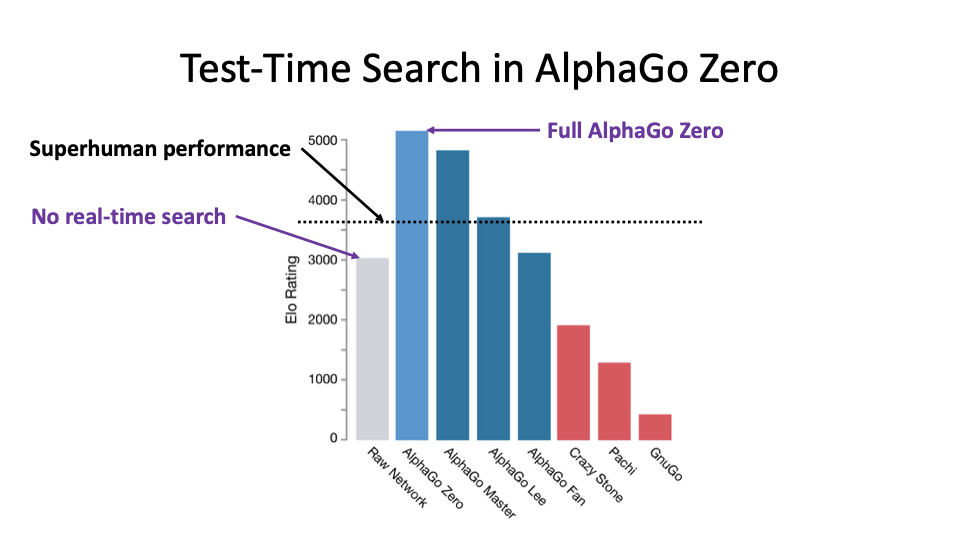 Test-Time Search in AlphaGo Zero
Full AlphaGo Zero
Superhuman performance
No real-time search
Elo Rating
5000
4000
3000
2000
1000
0
Raw Network
AlphaGo Zero
AlphaGo Master
AlphaGo Lee
AlphaGo Fan
Crazy Stone
Pachi
GnuGo